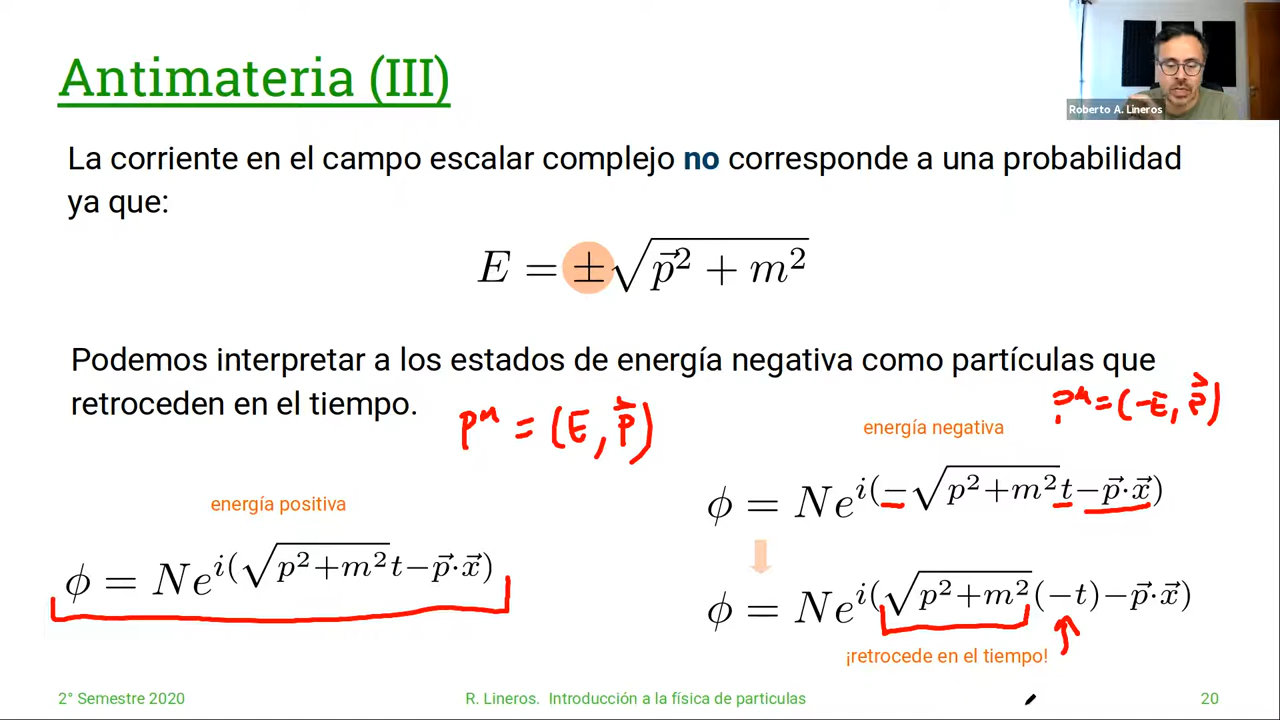 Antimateria (III)
Roberto A. Lineros
La corriente en el campo escalar complejo no corresponde a una probabilidad
ya que:
E = ±√(p⃗² + m²)
Podemos interpretar a los estados de energía negativa como partículas que
retroceden en el tiempo.
p^μ = (E, p⃗)
p^μ = (-E, p⃗)
energía negativa
ϕ = Ne^{i(−√(p²+m²)t−p⃗·x⃗)}
energía positiva
ϕ = Ne^{i(√(p²+m²)t−p⃗·x⃗)}
ϕ = Ne^{i(√(p²+m²)(−t)−p⃗·x⃗)}
¡retrocede en el tiempo!
2° Semestre 2020
R. Lineros. Introducción a la física de particulas
20